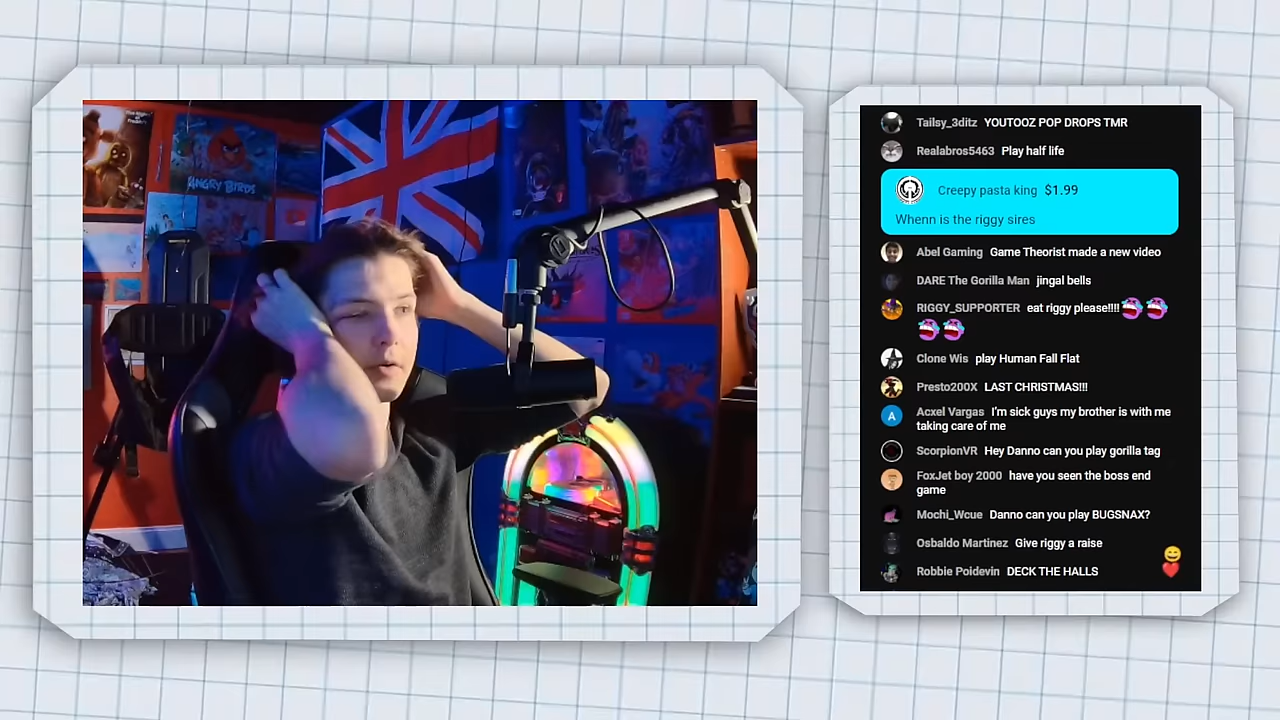 ANGRY BIRDS
Tailsy_3ditz YOUTOOZ POP DROPS TMR
Realabros5463 Play half life
Creepy pasta king $1.99
Whenn is the riggy sires
Abel Gaming Game Theorist made a new video
DARE The Gorilla Man jingal bells
RIGGY_SUPPORTER eat riggy please!!!!
Clone Wis play Human Fall Flat
Presto200X LAST CHRISTMAS!!!
A
Acxel Vargas I'm sick guys my brother is with me
taking care of me
ScorpionVR Hey Danno can you play gorilla tag
FoxJet boy 2000 have you seen the boss end
game
Mochi_Wcue Danno can you play BUGSNAX?
Osbaldo Martinez Give riggy a raise
Robbie Poidevin DECK THE HALLS